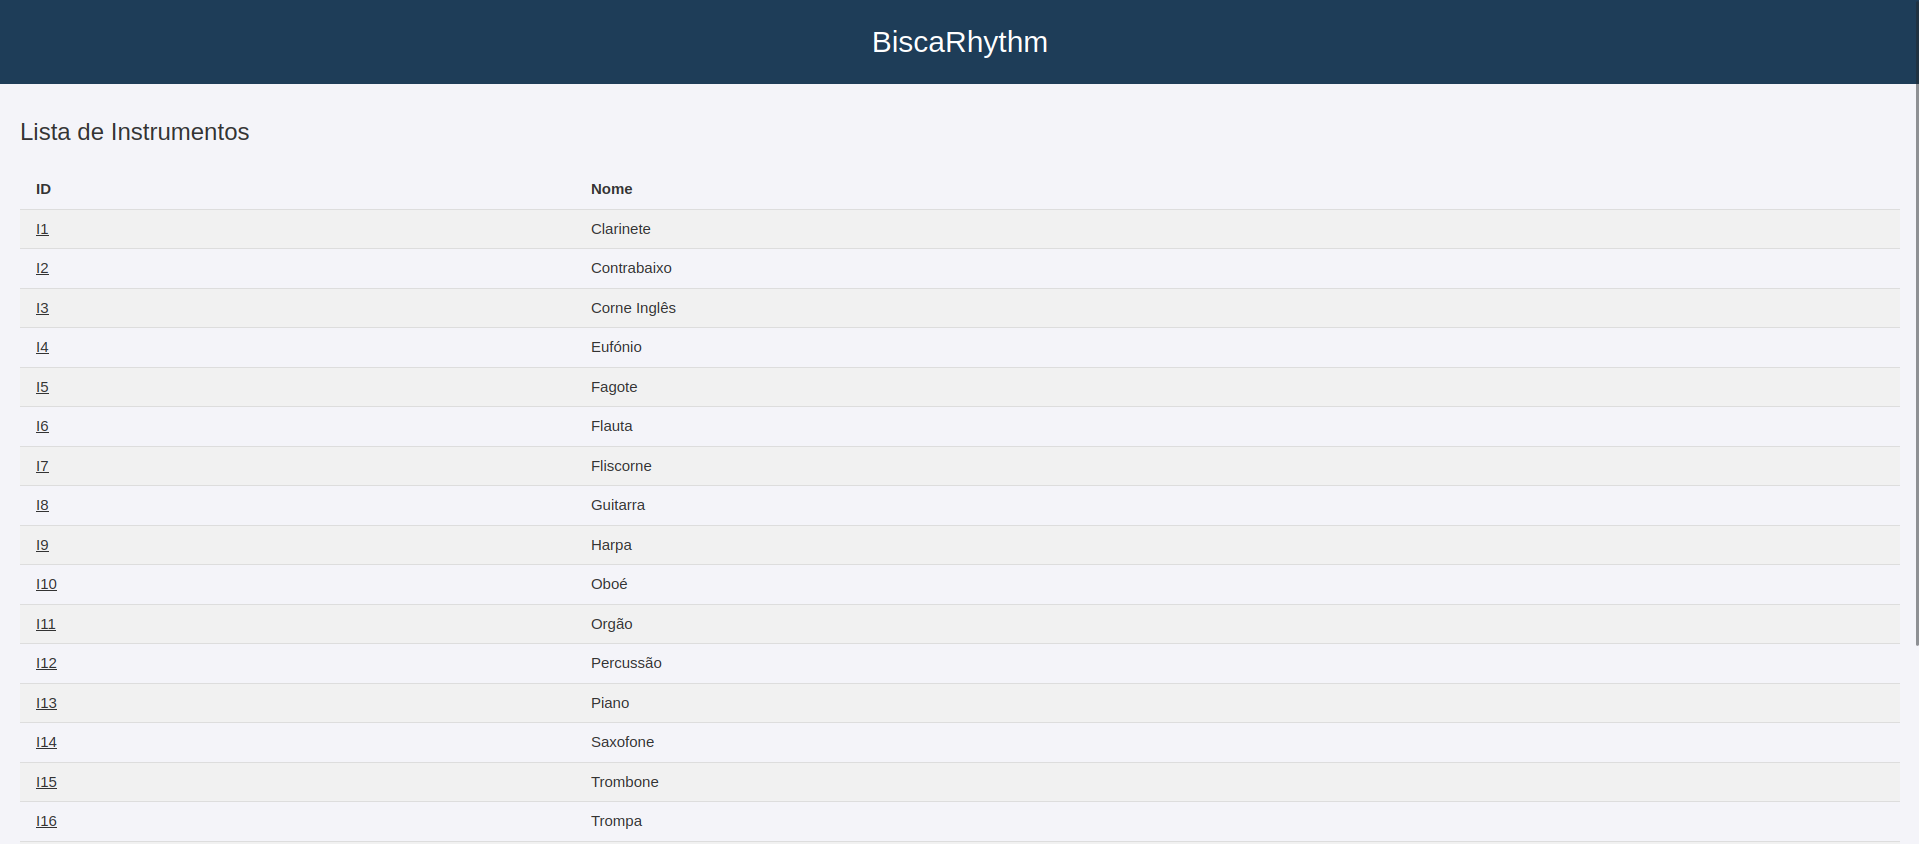 BiscaRhythm
Lista de Instrumentos
ID Nome
I1 Clarinete
I2 Contrabaixo
I3 Corne Inglês
I4 Eufónio
I5 Fagote
I6 Flauta
I7 Fliscorne
I8 Guitarra
I9 Harpa
I10 Oboé
I11 Orgão
I12 Percussão
I13 Piano
I14 Saxofone
I15 Trombone
I16 Trompa